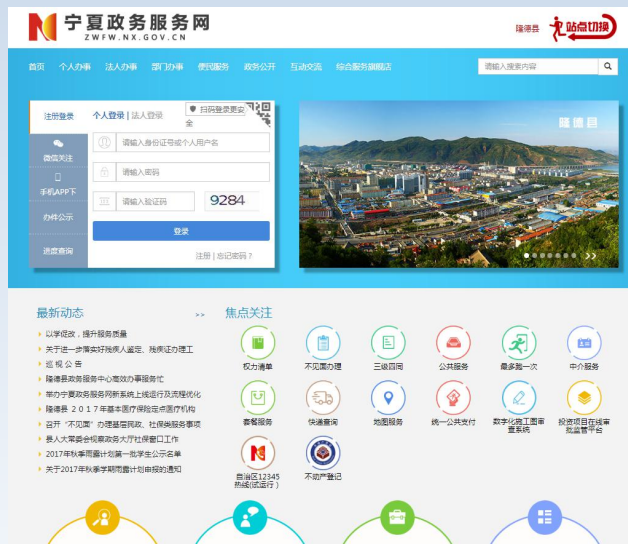 宁夏政务服务网
ZWFW.NX.GOV.CN
隆德县
站点切换
首页 个人办事 法人办事 部门办事 便民服务 政务公开 互动交流 综合服务旗舰店
请输入搜索内容
注册登录
微信关注
手机APP下
办件公示
进度查询
个人登录 | 法人登录
扫码登录更安全
请输入身份证号或个人用户名
请输入密码
请输入验证码
9284
登录
注册 | 忘记密码?
隆德县
>>
最新动态 >>
以学促改,提升服务质量
关于进一步落实好残疾人鉴定、残疾证办理工
巡 视 公 告
隆德县政务服务中心高效办事服务忙
举办宁夏政务服务网新系统上线运行及流程优化
隆德县 2017年基本医疗保险定点医疗机构
召开“不见面”办理基层民政、社保类服务事项
县人大常委会视察政务大厅社保窗口工作
2017年秋季雨露计划第一批学生公示名单
关于2017年秋季学期雨露计划申报的通知
焦点关注
权力清单 不见面办理 三级四同 公共服务 最多跑一次 中介服务
套餐服务 快递查询 地图服务 统一公共支付 数字化施工图审查系统 投资项目在线审批监管平台
自治区12345热线(试运行) 不动产登记